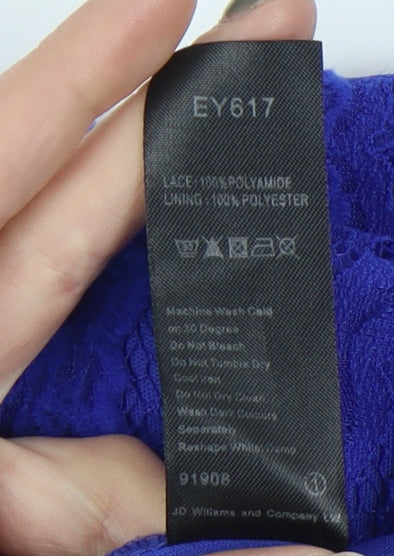 EY617
LACE: 100% POLYAMIDE
LINING : 100% POLYESTER
Machine Wash Cold
on 30 Degree
Do Not Bleach
Do Not Tumble Dry
Cool Iron
Do Not Dry Clean
Wash Dark Colours
Separately
Reshape Whilst Damp
91908
1
JD Williams and Company Ltd